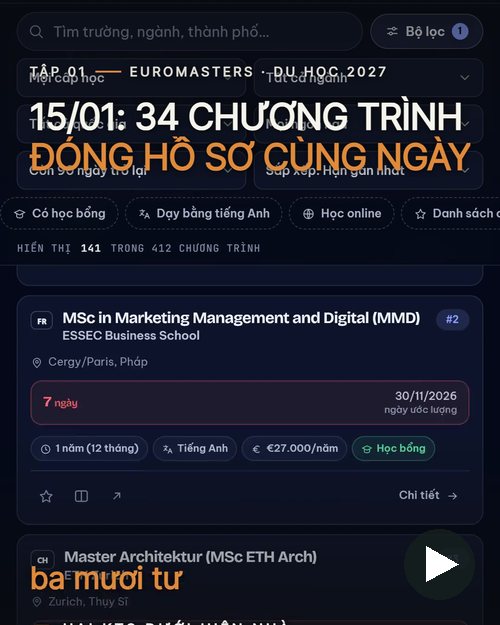 Tìm trường, ngành, thành phố...
Bộ lọc 1
TẬP 01 — EUROMASTERS · DU HỌC 2027
Mọi cấp học
Tất cả ngành
15/01: 34 CHƯƠNG TRÌNH
ĐÓNG HỒ SƠ CÙNG NGÀY
Còn 90 ngày trở lại
Sắp xếp: Hạn gần nhất
Có học bổng
Dạy bằng tiếng Anh
Học online
Danh sách
HIỂN THỊ 141 TRONG 412 CHƯƠNG TRÌNH
FR
MSc in Marketing Management and Digital (MMD)
#2
ESSEC Business School
Cergy/Paris, Pháp
7 ngày
30/11/2026
ngày ước lượng
1 năm (12 tháng)
Tiếng Anh
€ €27.000/năm
Học bổng
Chi tiết →
CH
Master Architektur (MSc ETH Arch)
ba mươi tư
Zurich, Thụy Sĩ